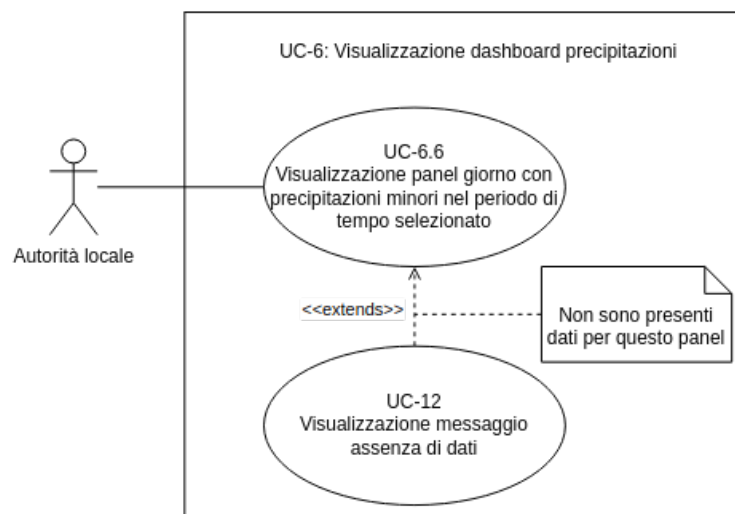 UC-6: Visualizzazione dashboard precipitazioni
UC-6.6
Visualizzazione panel giorno con
precipitazioni minori nel periodo di
tempo selezionato
Autorità locale
<<extends>>
Non sono presenti
dati per questo panel
UC-12
Visualizzazione messaggio
assenza di dati